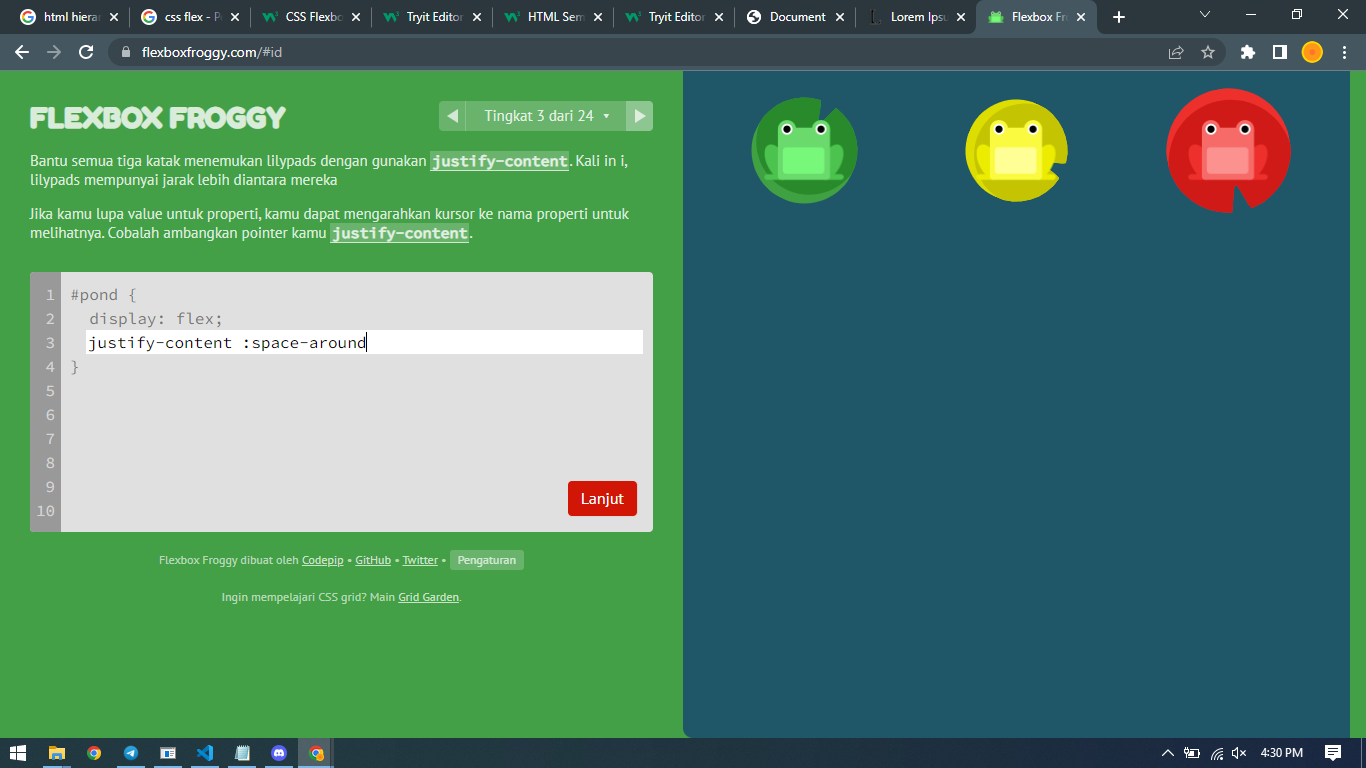 html hierar
css flex - P
CSS Flexbo
Tryit Editor
HTML Sem
Tryit Editor
Document
Lorem Ipsu
Flexbox Fro
flexboxfroggy.com/#id
FLEXBOX FROGGY
Tingkat 3 dari 24
Bantu semua tiga katak menemukan lilypads dengan gunakan justify-content. Kali in i,
lilypads mempunyai jarak lebih diantara mereka
Jika kamu lupa value untuk properti, kamu dapat mengarahkan kursor ke nama properti untuk
melihatnya. Cobalah ambangkan pointer kamu justify-content.
1 #pond {
2 display: flex;
3 justify-content :space-around
4 }
5
6
7
8
9
10
Lanjut
Flexbox Froggy dibuat oleh Codepip • GitHub • Twitter • Pengaturan
Ingin mempelajari CSS grid? Main Grid Garden.
4:30 PM